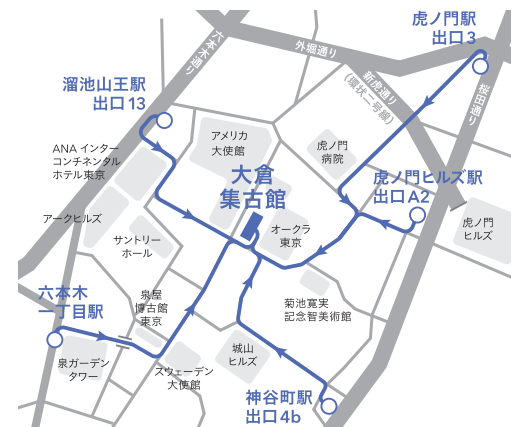 虎ノ門駅
出口3
六本木通り
外堀通り
新虎通り
(環状二号線)
桜田通り
溜池山王駅
出口13
アメリカ
大使館
虎ノ門
病院
ANA インター
コンチネンタル
ホテル東京
大倉
集古館
虎ノ門ヒルズ駅
出口A2
アークヒルズ
サントリー
ホール
オークラ
東京
虎ノ門
ヒルズ
六本木
一丁目駅
泉屋
博古館
東京
菊池寛実
記念智美術館
泉ガーデン
タワー
スウェーデン
大使館
城山
ヒルズ
神谷町駅
出口4b